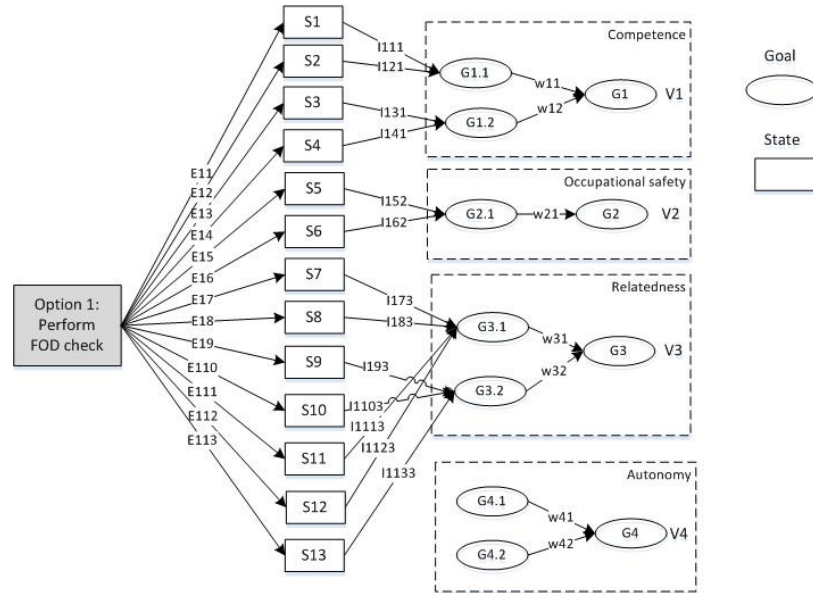 S1
S2
S3
S4
S5
S6
S7
S8
S9
S10
S11
S12
S13
Option 1:
Perform
FOD check
E11
E12
E13
E14
E15
E16
E17
E18
E19
E110
E111
E112
E113
I111
I121
I131
I141
I152
I162
I173
I183
I193
I1103
I1113
I1123
I1133
Competence
G1.1
G1.2
w11
w12
G1
V1
Occupational safety
G2.1
w21
G2
V2
Relatedness
G3.1
G3.2
w31
w32
G3
V3
Autonomy
G4.1
G4.2
w41
w42
G4
V4
Goal
State